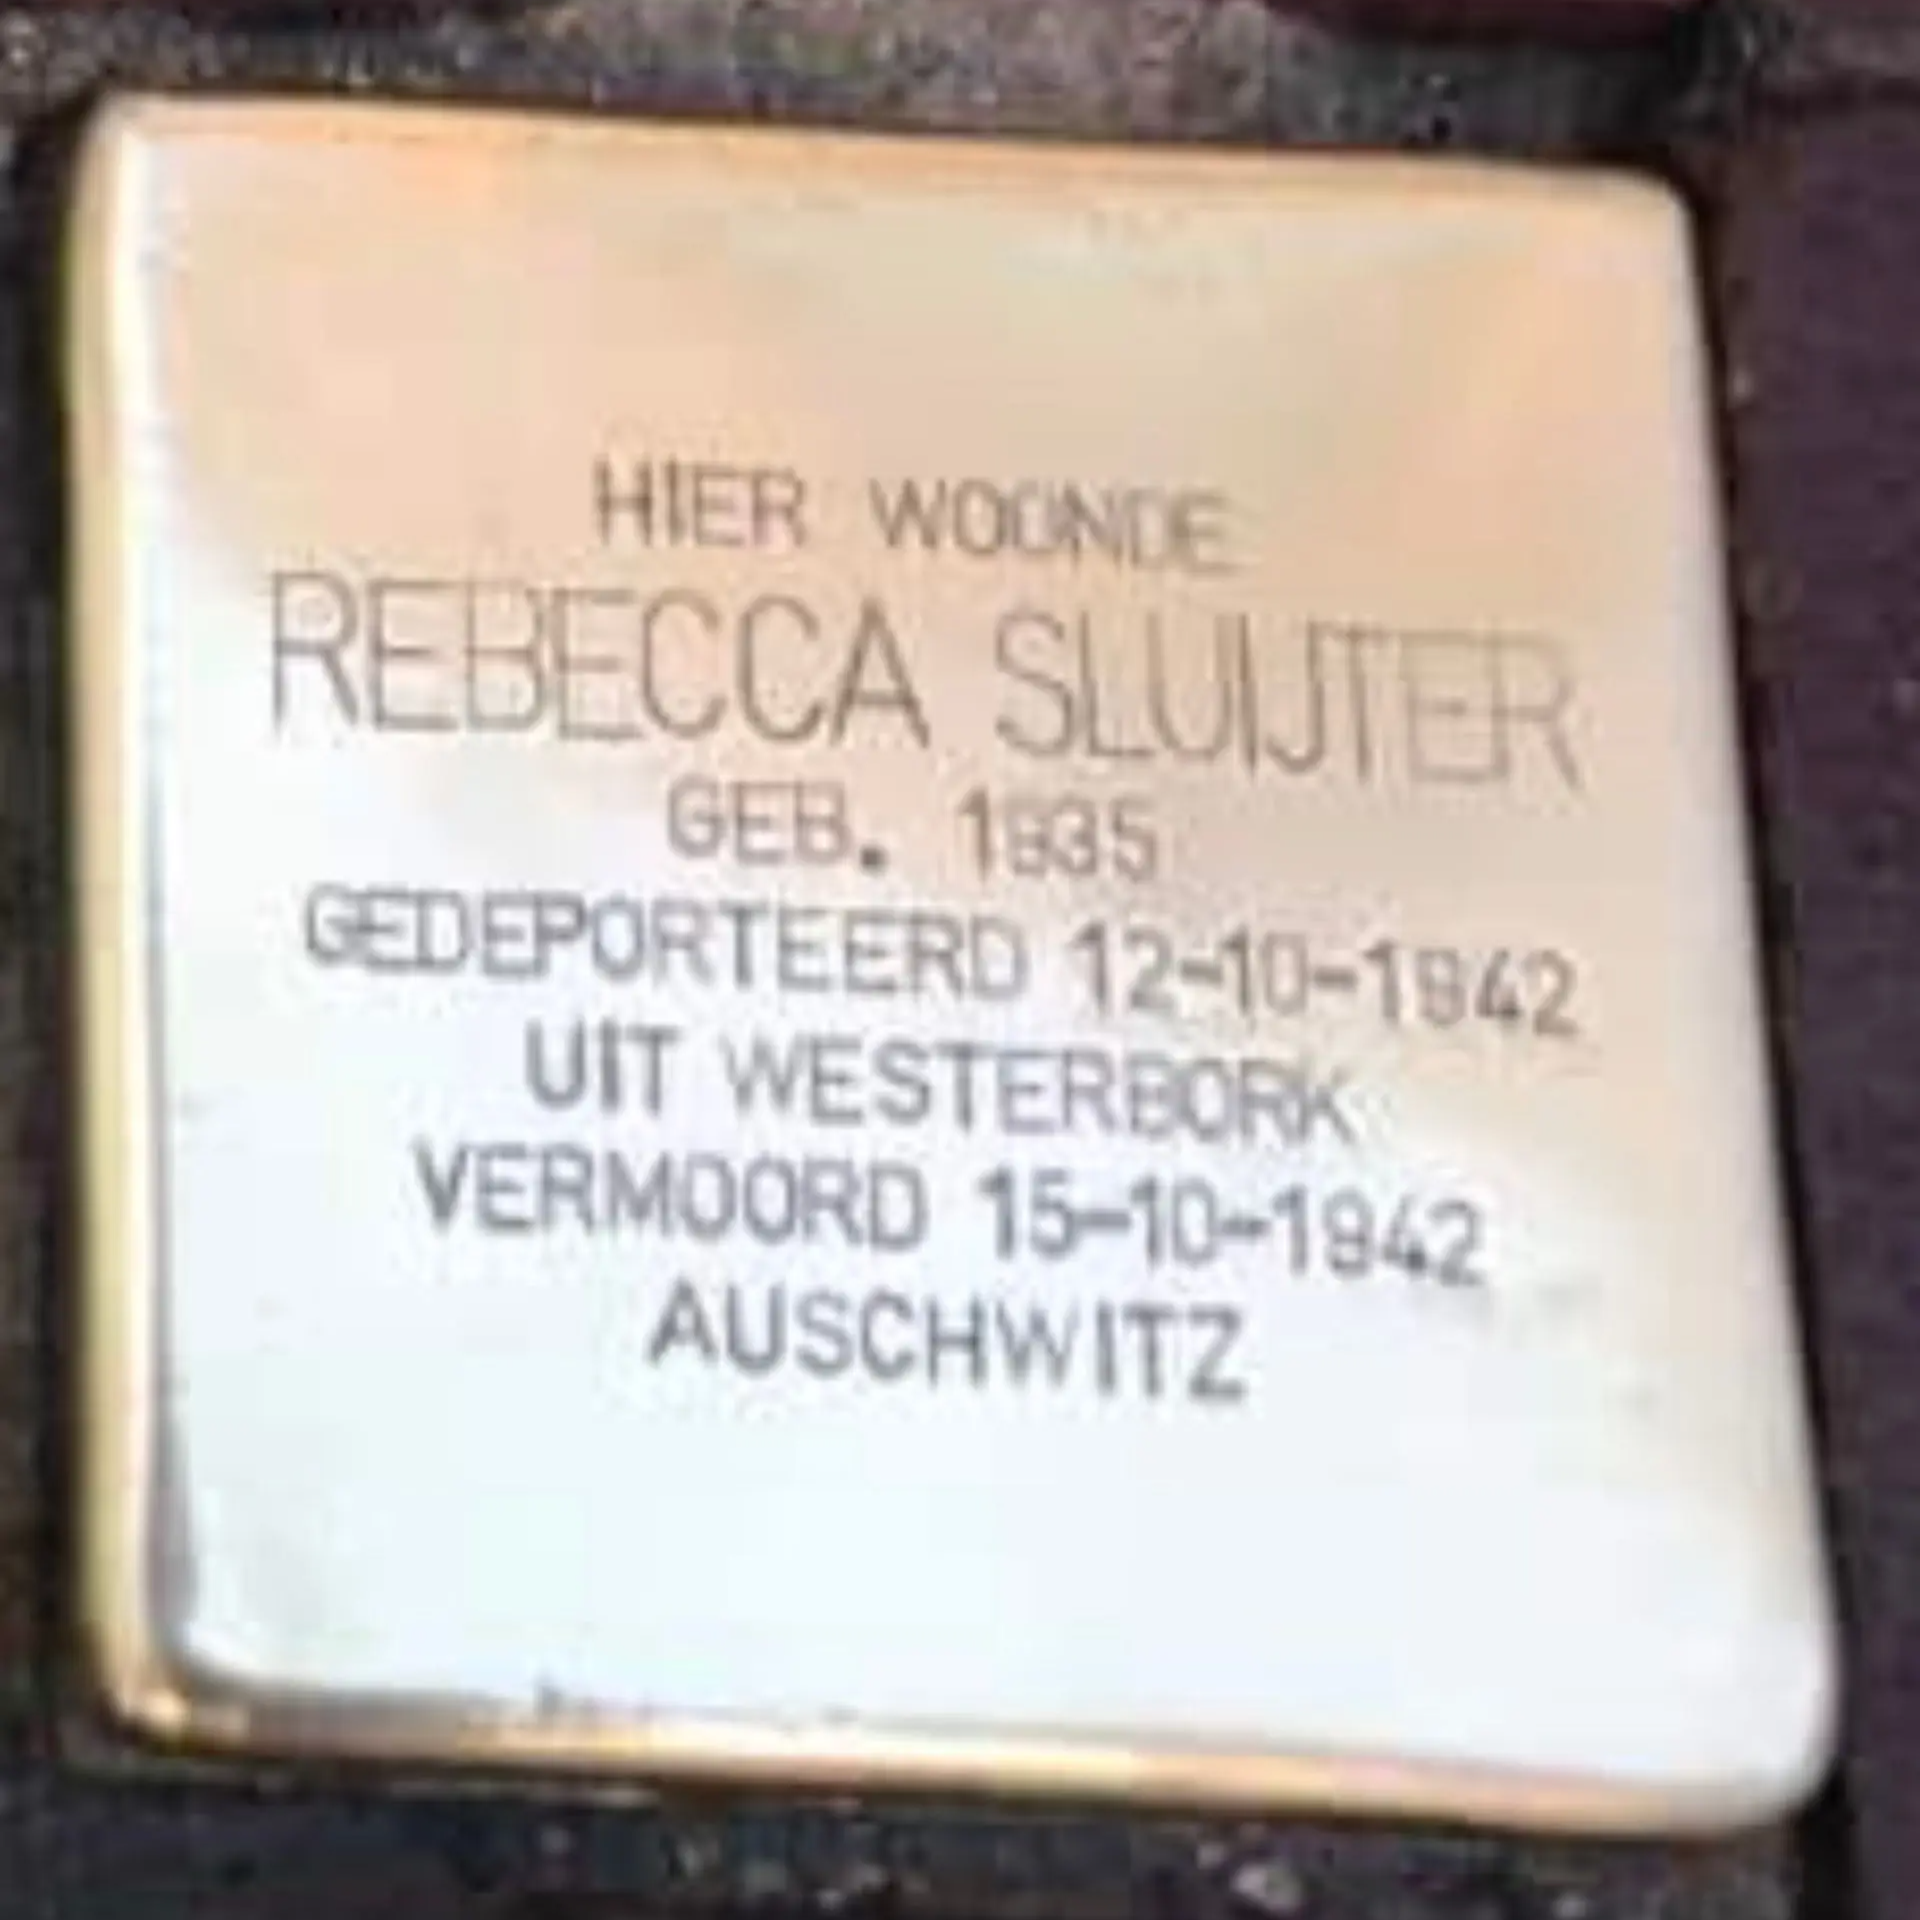 HIER WOONDE
REBECCA SLUIJTER
GEB. 1935
GEDEPORTEERD 12-10-1942
UIT WESTERBORK
VERMOORD 15-10-1942
AUSCHWITZ